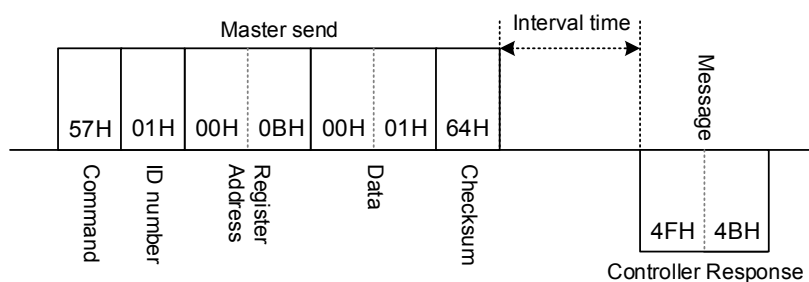 Master send
Interval time
57H 01H 00H 0BH 00H 01H 64H
Command
ID number
Register
Address
Data
Checksum
Message
4FH 4BH
Controller Response